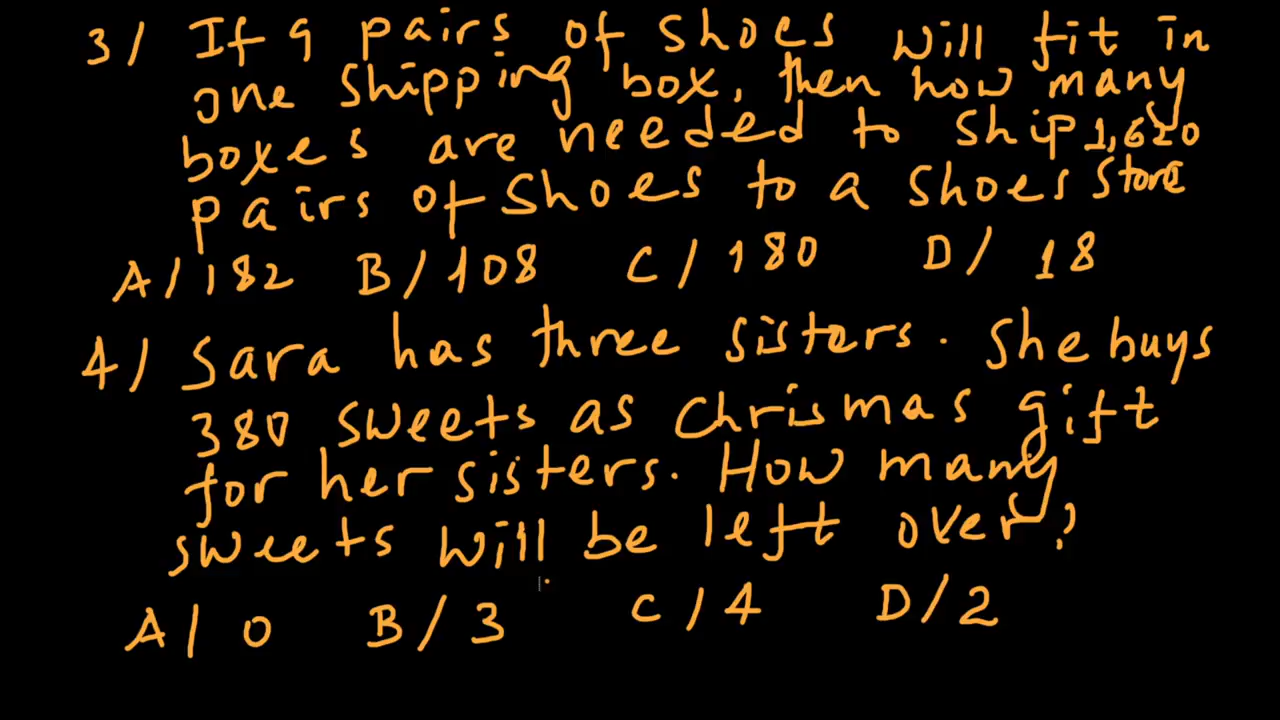 3/ If 9 pairs of shoes will fit in
one shipping box, then how many
boxes are needed to ship 1,620
pairs of shoes to a shoes store
A/182 B/108 C/180 D/ 18
4/ Sara has three sisters. She buys
380 sweets as Chrismas gift
for her sisters. How many
sweets will be left over?
A/ 0 B/3 C/4 D/2